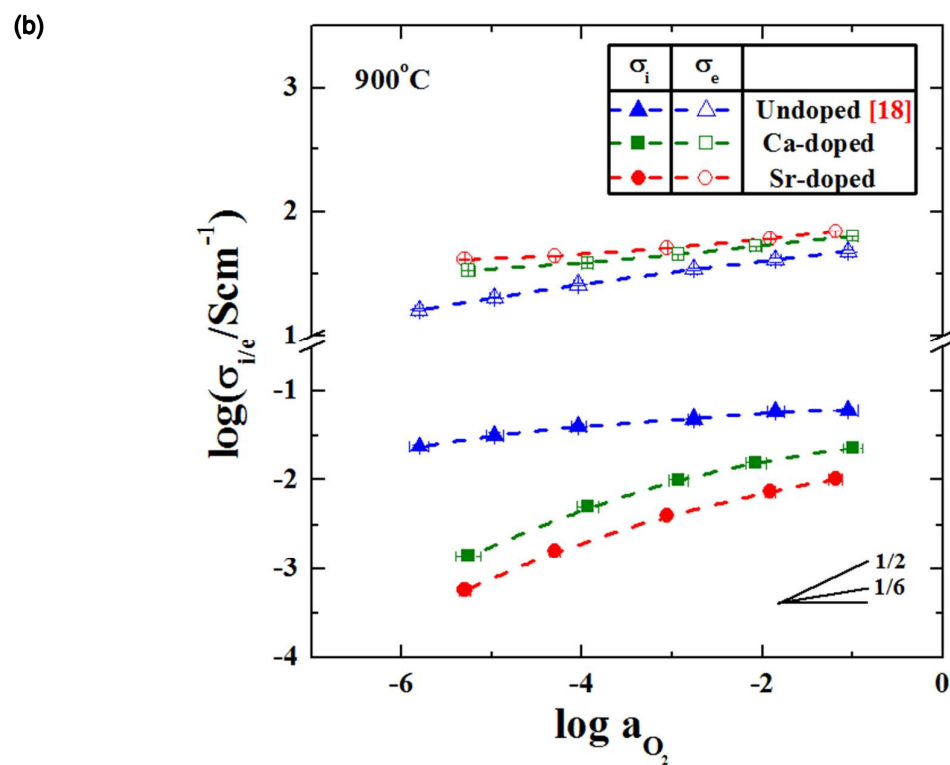 (b)
900°C
σi σe
Undoped [18]
Ca-doped
Sr-doped
3
2
1
-1
-2
-3
-4
log(σi/e/Scm⁻¹)
1/2
1/6
-6 -4 -2 0
log aO₂